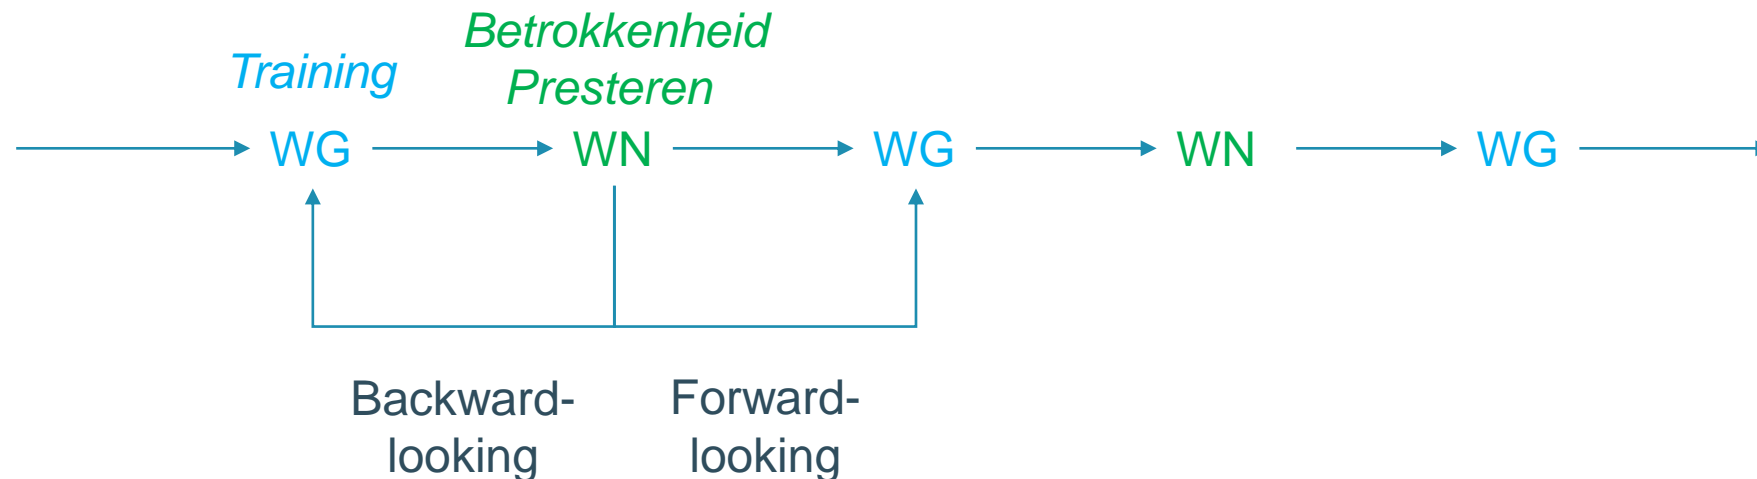 Betrokkenheid
Training
Presteren
WG WN WG WN WG
Backward-
looking
Forward-
looking